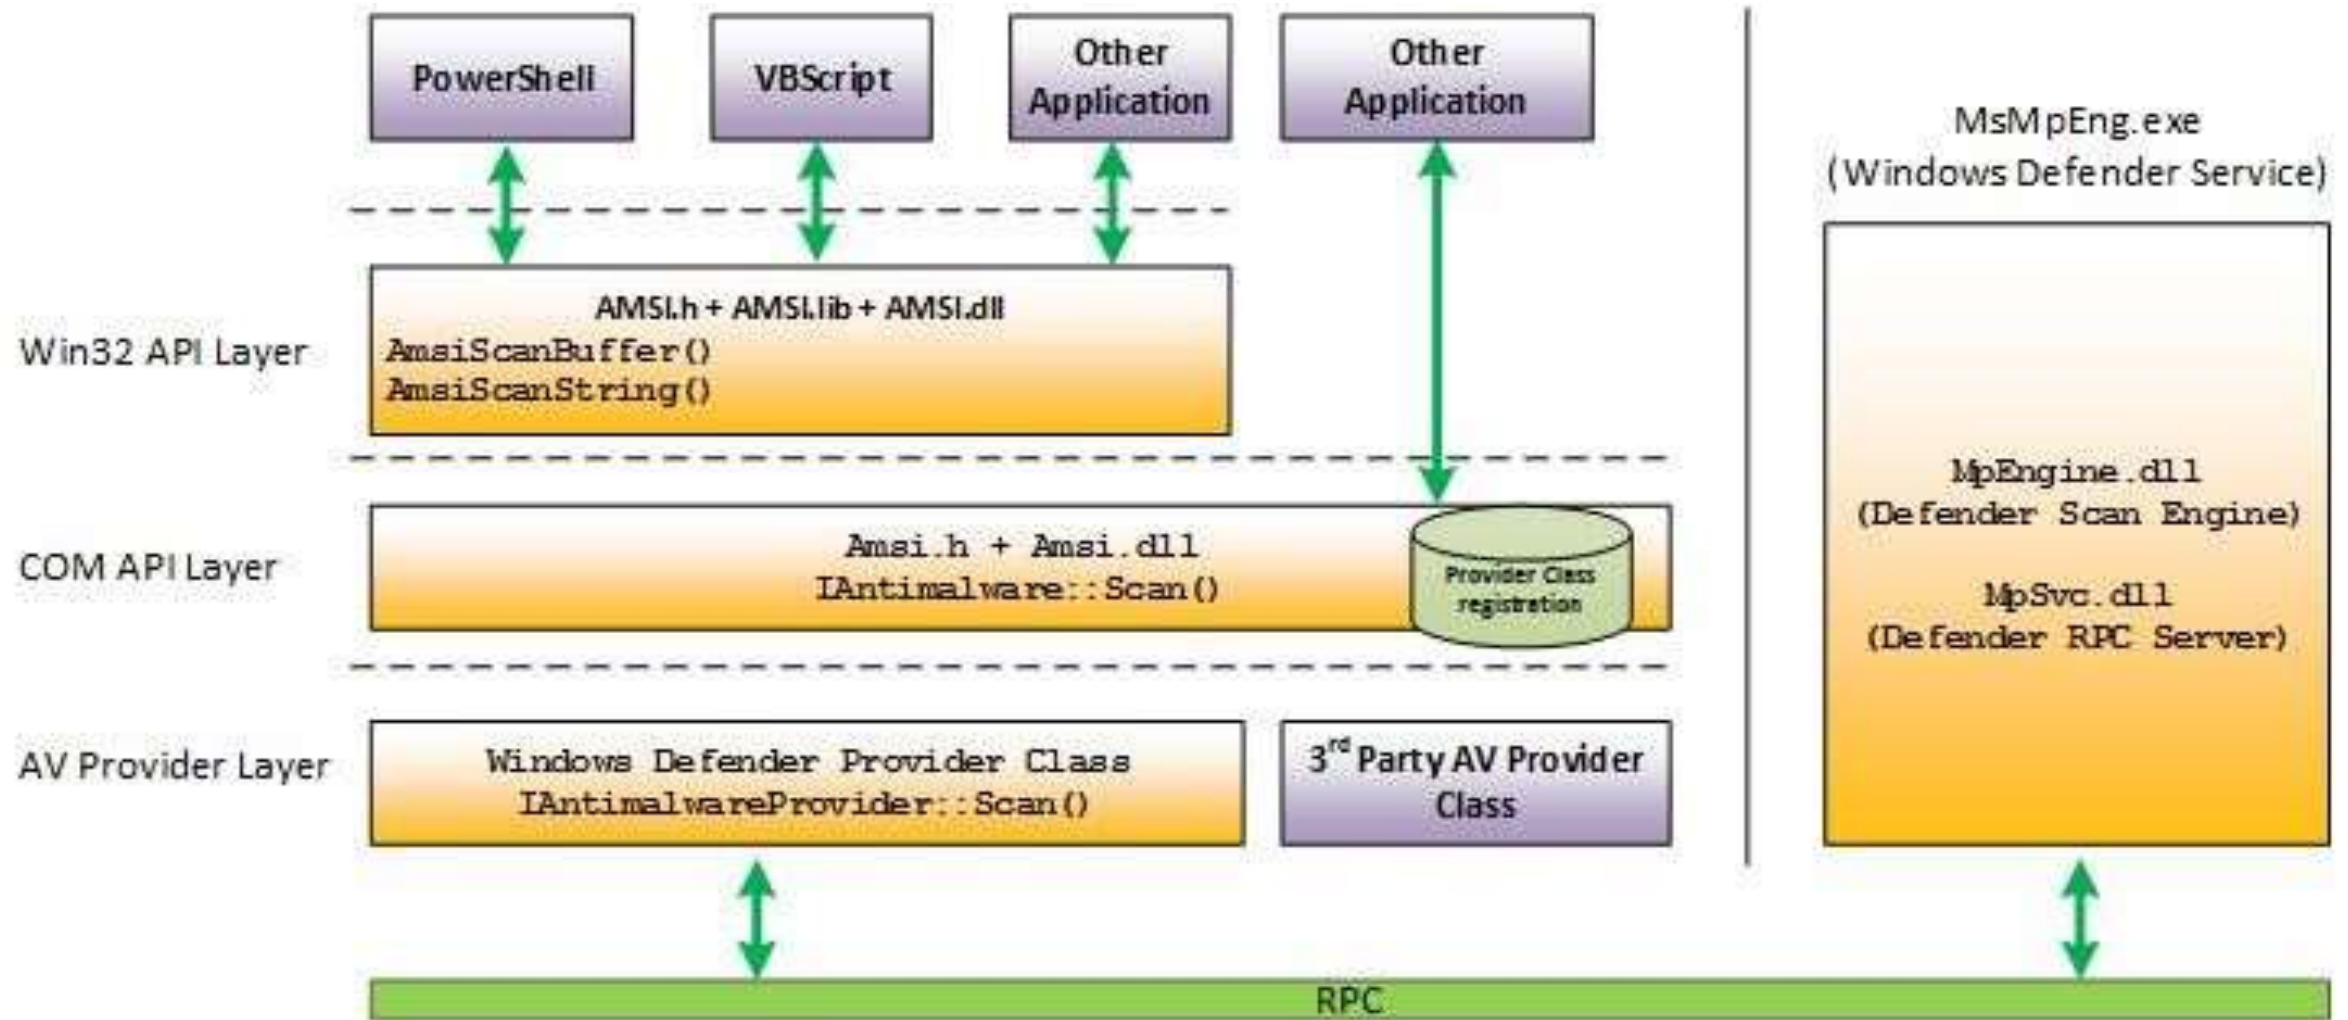 PowerShell
VBScript
Other
Application
Other
Application
MsMpEng.exe
(Windows Defender Service)
Win32 API Layer
AMSI.h + AMSI.lib + AMSI.dll
AmsiScanBuffer()
AmsiScanString()
COM API Layer
Amsi.h + Amsi.dll
IAntimalware::Scan()
Provider Class
registration
MpEngine.dll
(Defender Scan Engine)
MpSvc.dll
(Defender RPC Server)
AV Provider Layer
Windows Defender Provider Class
IAntimalwareProvider::Scan()
3rd Party AV Provider
Class
RPC